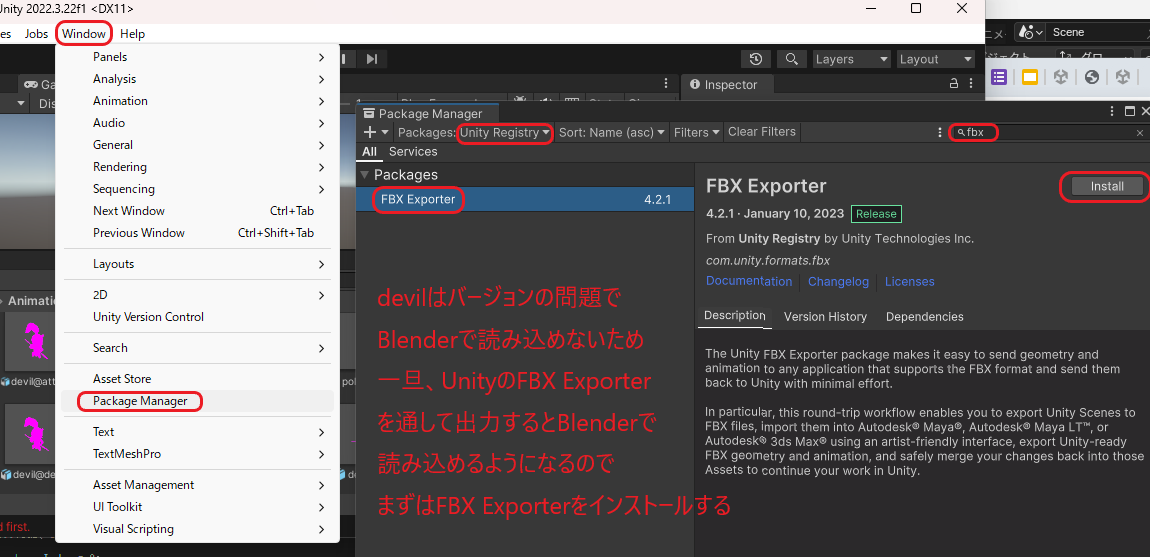 Unity 2022.3.22f1 <DX11>
es Jobs Window Help
Panels
Analysis
Animation
Audio
General
Rendering
Sequencing
Next Window Ctrl+Tab
Previous Window Ctrl+Shift+Tab
Layouts
2D
Unity Version Control
Search
Asset Store
Package Manager
Text
TextMeshPro
Asset Management
UI Toolkit
Visual Scripting
Layers Layout
Scene
Inspector
Package Manager
Packages: Unity Registry Sort: Name (asc) Filters Clear Filters fbx
All Services
Packages
FBX Exporter 4.2.1
FBX Exporter Install
4.2.1 · January 10, 2023 Release
From Unity Registry by Unity Technologies Inc.
com.unity.formats.fbx
Documentation Changelog Licenses
Description Version History Dependencies
The Unity FBX Exporter package makes it easy to send geometry and
animation to any application that supports the FBX format and send them
back to Unity with minimal effort.
In particular, this round-trip workflow enables you to export Unity Scenes to
FBX files, import them into Autodesk® Maya®, Autodesk® Maya LT™, or
Autodesk® 3ds Max® using an artist-friendly interface, export Unity-ready
FBX geometry and animation, and safely merge your changes back into those
Assets to continue your work in Unity.
devilはバージョンの問題で
Blenderで読み込めないため
一旦、UnityのFBX Exporter
を通して出力するとBlenderで
読み込めるようになるので
まずはFBX Exporterをインストールする
Animation
devil@att
devil@de
d first.